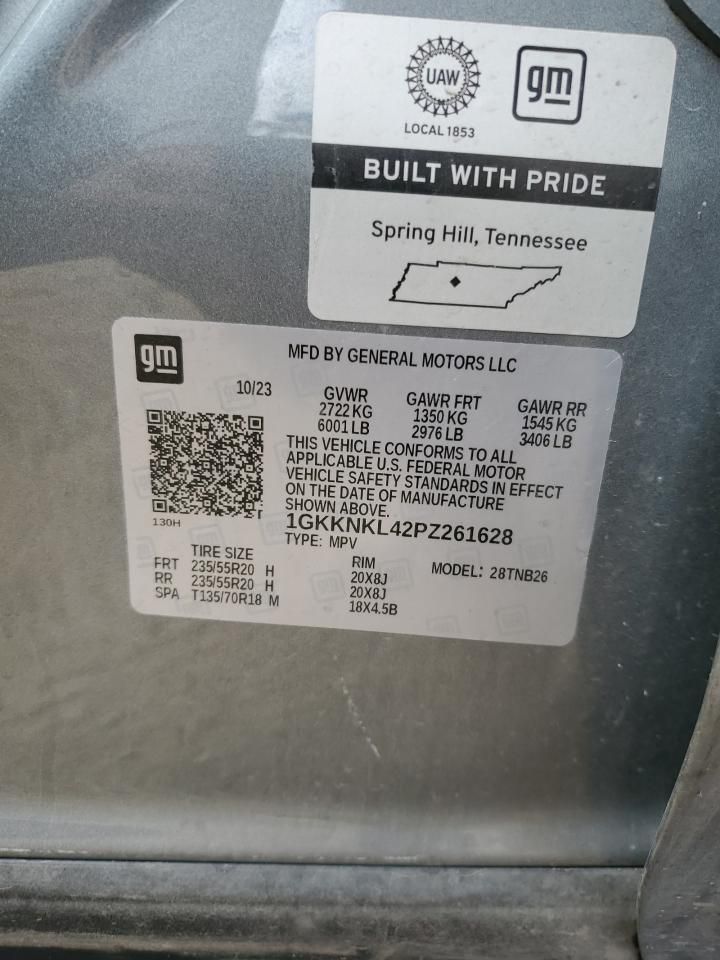 UAW
gm
LOCAL 1853
BUILT WITH PRIDE
Spring Hill, Tennessee
gm
MFD BY GENERAL MOTORS LLC
10/23
GVWR GAWR FRT GAWR RR
2722 KG 1350 KG 1545 KG
6001 LB 2976 LB 3406 LB
THIS VEHICLE CONFORMS TO ALL
APPLICABLE U.S. FEDERAL MOTOR
VEHICLE SAFETY STANDARDS IN EFFECT
ON THE DATE OF MANUFACTURE
SHOWN ABOVE.
130H
1GKKNKL42PZ261628
TYPE: MPV
TIRE SIZE RIM MODEL: 28TNB26
FRT 235/55R20 H 20X8J
RR 235/55R20 H 20X8J
SPA T135/70R18 M 18X4.5B